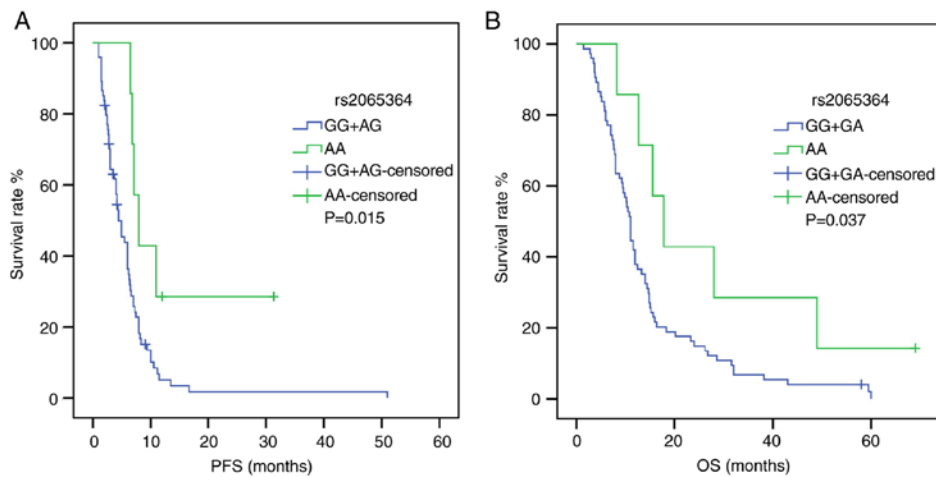 A
100
80
60
40
20
0
Survival rate %
rs2065364
GG+AG
AA
GG+AG-censored
AA-censored
P=0.015
0 10 20 30 40 50 60
PFS (months)
B
100
80
60
40
20
0
Survival rate %
rs2065364
GG+GA
AA
GG+GA-censored
AA-censored
P=0.037
0 20 40 60
OS (months)